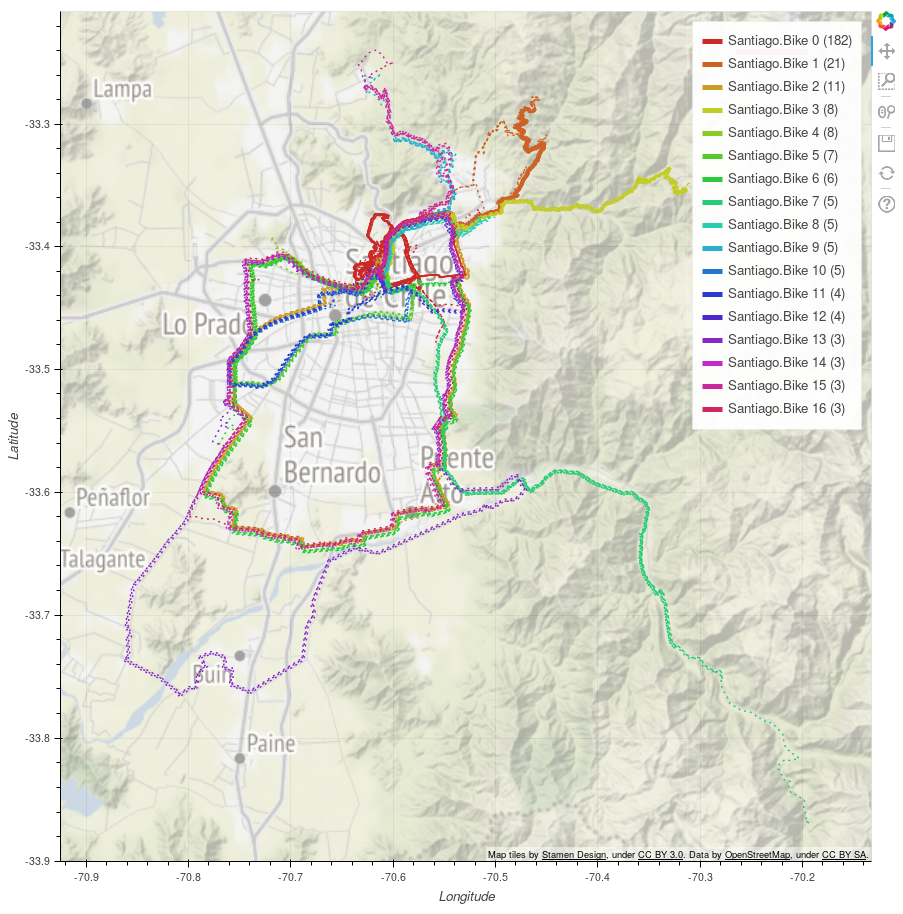 Santiago.Bike 0 (182)
Santiago.Bike 1 (21)
Santiago.Bike 2 (11)
Santiago.Bike 3 (8)
Santiago.Bike 4 (8)
Santiago.Bike 5 (7)
Santiago.Bike 6 (6)
Santiago.Bike 7 (5)
Santiago.Bike 8 (5)
Santiago.Bike 9 (5)
Santiago.Bike 10 (5)
Santiago.Bike 11 (4)
Santiago.Bike 12 (4)
Santiago.Bike 13 (3)
Santiago.Bike 14 (3)
Santiago.Bike 15 (3)
Santiago.Bike 16 (3)
Lampa
Santiago
de Chile
Lo Prado
San
Bernardo
Puente
Alto
Peñaflor
Talagante
Buin
Paine
-33.3
-33.4
-33.5
-33.6
-33.7
-33.8
-33.9
Latitude
Map tiles by Stamen Design, under CC BY 3.0. Data by OpenStreetMap, under CC BY SA.
-70.9
-70.8
-70.7
-70.6
-70.5
-70.4
-70.3
-70.2
Longitude